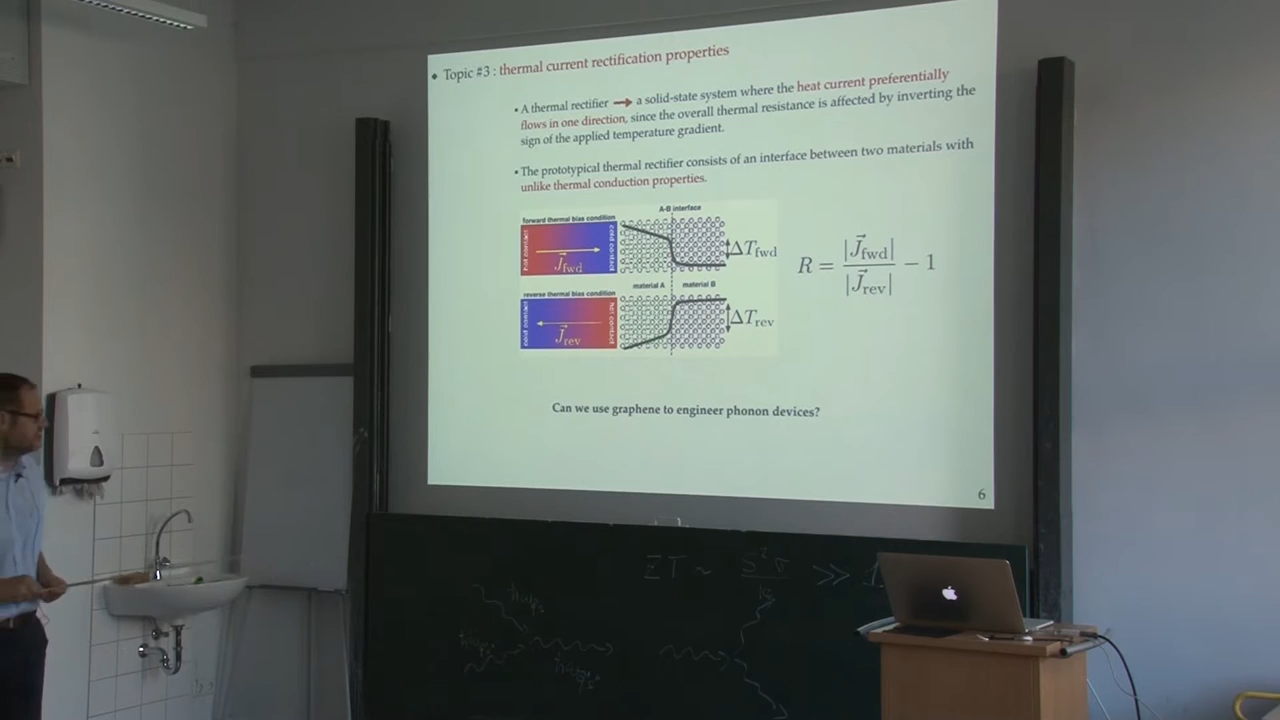 ◆ Topic #3 : thermal current rectification properties
▪ A thermal rectifier → a solid-state system where the heat current preferentially
flows in one direction, since the overall thermal resistance is affected by inverting the
sign of the applied temperature gradient.
▪ The prototypical thermal rectifier consists of an interface between two materials with
unlike thermal conduction properties.
A-B interface
forward thermal bias condition
hot contact
cold contact
J⃗fwd
ΔTfwd
R = |J⃗fwd| / |J⃗rev| − 1
material A
material B
reverse thermal bias condition
cold contact
hot contact
J⃗rev
ΔTrev
Can we use graphene to engineer phonon devices?
6
ZT ~ S²σ / κ ≫ 1